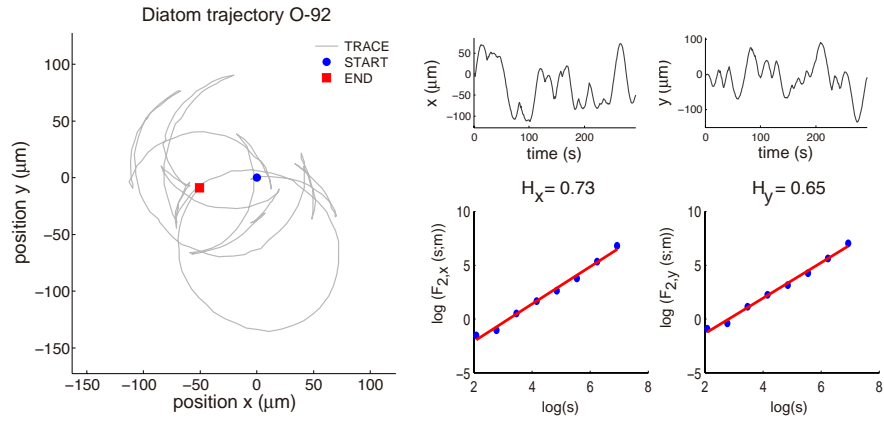 Diatom trajectory O-92
TRACE
START
END
position y (μm)
100
50
0
−50
−100
−150
−150 −100 −50 0 50 100
position x (μm)
x (μm)
50
0
−50
−100
0 100 200
time (s)
y (μm)
100
0
−100
0 100 200
time (s)
Hx= 0.73
log (F2,x (s;m))
10
5
0
−5
2 4 6 8
log(s)
Hy= 0.65
log (F2,y (s;m))
10
5
0
−5
2 4 6 8
log(s)